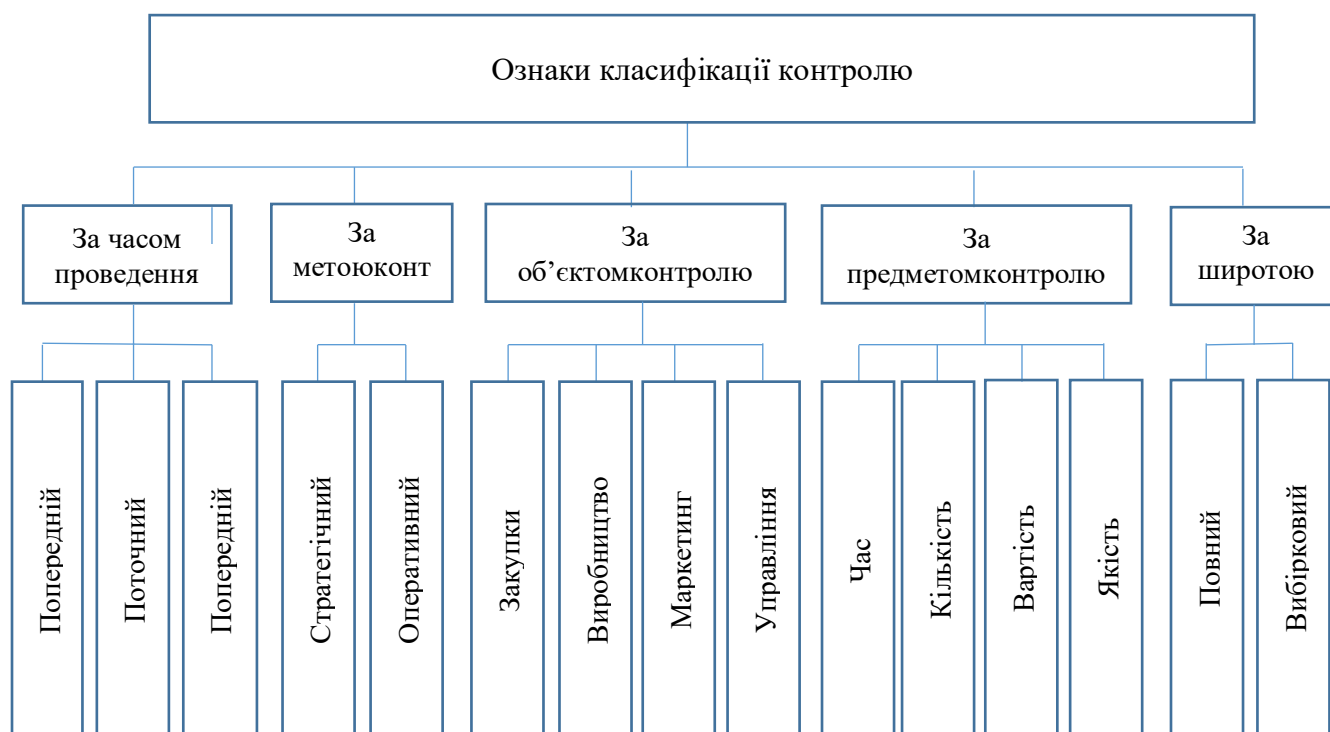 Ознаки класифікації контролю
За часом
проведення
За
метоюконт
За
об’єктомконтролю
За
предметомконтролю
За
широтою
Попередній
Поточний
Попередній
Стратегічний
Оперативний
Закупки
Виробництво
Маркетинг
Управління
Час
Кількість
Вартість
Якість
Повний
Вибірковий